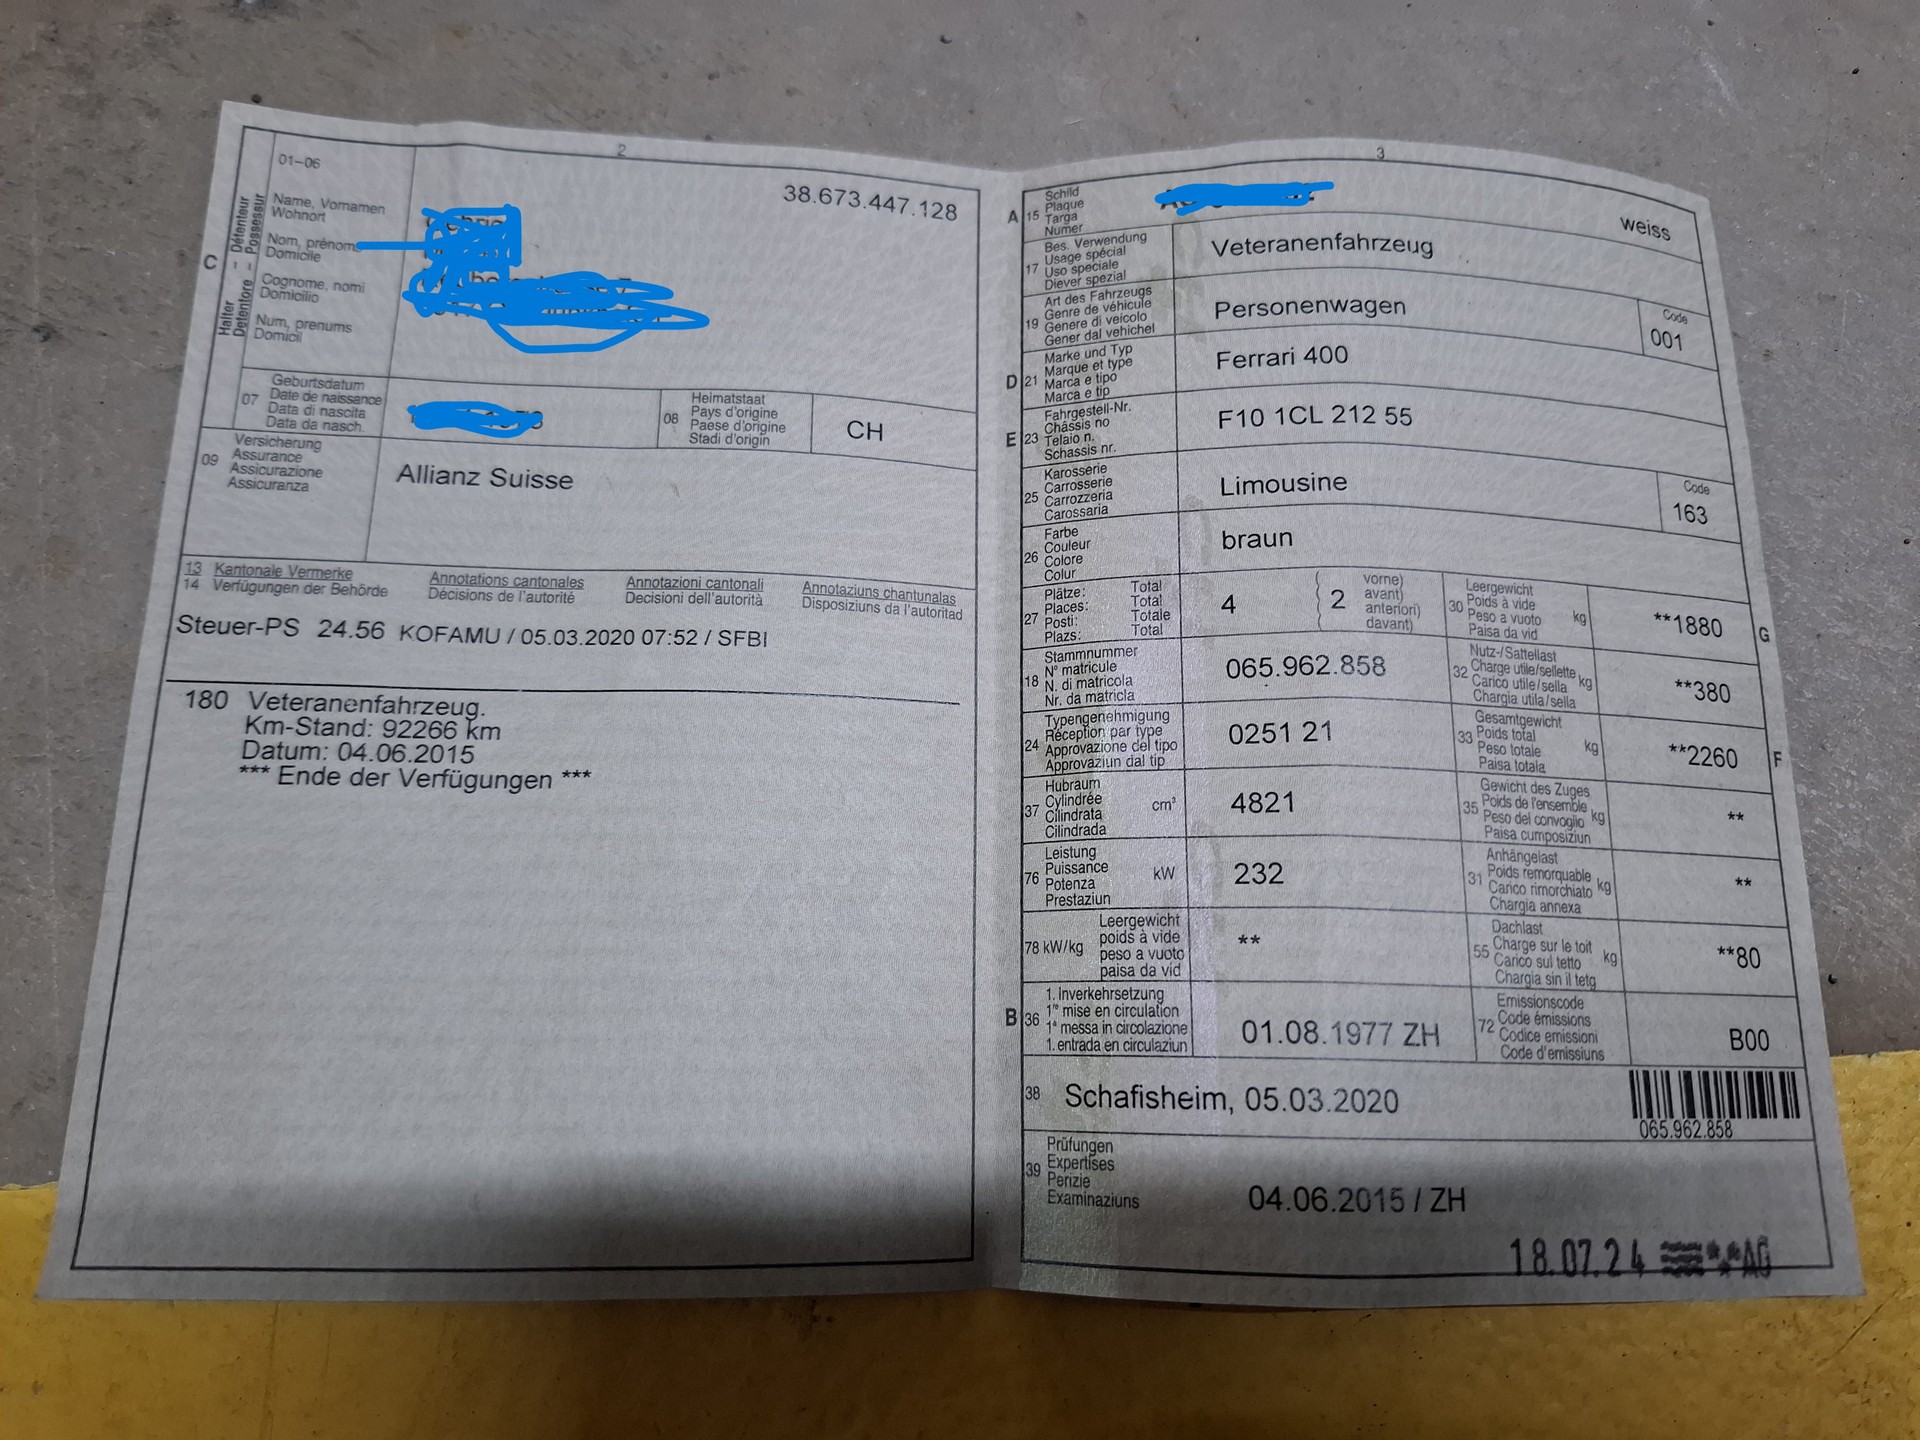 2
01-06
38.673.447.128
C
Halter – Détenteur
Detentore – Possessur
Name, Vornamen
Wohnort
Nom, prénoms
Domicile
Cognome, nomi
Domicilio
Num, prenums
Domicil
07
Geburtsdatum
Date de naissance
Data di nascita
Data da nasch.
08
Heimatstaat
Pays d'origine
Paese d'origine
Stadi d'origin
CH
09
Versicherung
Assurance
Assicurazione
Assicuranza
Allianz Suisse
13 Kantonale Vermerke
14 Verfügungen der Behörde
Annotations cantonales
Décisions de l'autorité
Annotazioni cantonali
Decisioni dell'autorità
Annotaziuns chantunalas
Disposiziuns da l'autoritad
Steuer-PS 24.56 KOFAMU / 05.03.2020 07:52 / SFBI
180 Veteranenfahrzeug.
Km-Stand: 92266 km
Datum: 04.06.2015
*** Ende der Verfügungen ***
3
A 15
Schild
Plaque
Targa
Numer
weiss
17
Bes. Verwendung
Usage spécial
Uso speciale
Diever spezial
Veteranenfahrzeug
19
Art des Fahrzeugs
Genre de véhicule
Genere di veicolo
Gener dal vehichel
Personenwagen
Code
001
D 21
Marke und Typ
Marque et type
Marca e tipo
Marca e tip
Ferrari 400
E 23
Fahrgestell-Nr.
Châssis no
Telaio n.
Schassis nr.
F10 1CL 212 55
25
Karosserie
Carrosserie
Carrozzeria
Carossaria
Limousine
Code
163
26
Farbe
Couleur
Colore
Colur
braun
27
Plätze: Total
Places: Total
Posti: Totale
Plazs: Total
4
2
vorne)
avant)
anteriori)
davant)
30
Leergewicht
Poids à vide
Peso a vuoto
Paisa da vid
kg
**1880
G
18
Stammnummer
N° matricule
N. di matricola
Nr. da matricla
065.962.858
32
Nutz-/Sattellast
Charge utile/sellette
Carico utile/sella
Chargia utila/sella
kg
**380
24
Typengenehmigung
Réception par type
Approvazione del tipo
Approvaziun dal tip
0251 21
33
Gesamtgewicht
Poids total
Peso totale
Paisa totala
kg
**2260
F
37
Hubraum
Cylindrée
Cilindrata
Cilindrada
cm³
4821
35
Gewicht des Zuges
Poids de l'ensemble
Peso del convoglio
Paisa cumposiziun
kg
**
76
Leistung
Puissance
Potenza
Prestaziun
kW
232
31
Anhängelast
Poids remorquable
Carico rimorchiato
Chargia annexa
kg
**
78 kW/kg
Leergewicht
poids à vide
peso a vuoto
paisa da vid
**
55
Dachlast
Charge sur le toit
Carico sul tetto
Chargia sin il tetg
kg
**80
B 36
1. Inverkehrsetzung
1re mise en circulation
1a messa in circolazione
1. entrada en circulaziun
01.08.1977 ZH
72
Emissionscode
Code émissions
Codice emissioni
Code d'emissiuns
B00
38
Schafisheim, 05.03.2020
065.962.858
39
Prüfungen
Expertises
Perizie
Examinaziuns
04.06.2015 / ZH
18.07.24
AG